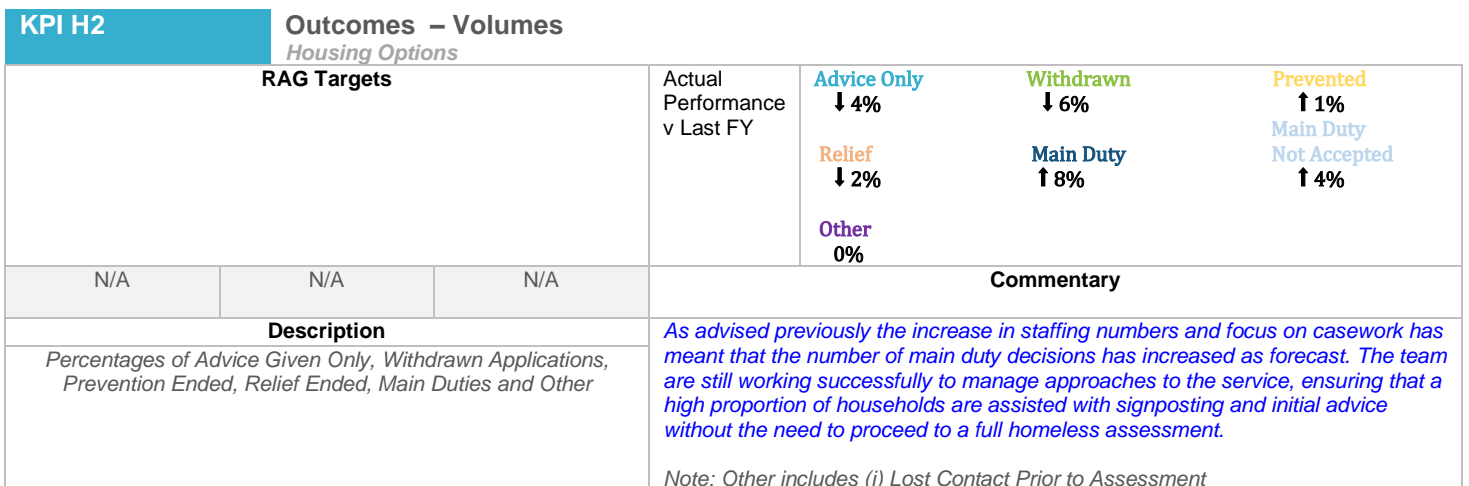 KPI H2
Outcomes – Volumes
Housing Options
RAG Targets
Actual
Performance
v Last FY
Advice Only
⬇4%
Withdrawn
⬇6%
Prevented
⬆1%
Relief
⬇2%
Main Duty
⬆8%
Main Duty
Not Accepted
⬆4%
Other
0%
N/A
N/A
N/A
Commentary
Description
Percentages of Advice Given Only, Withdrawn Applications,
Prevention Ended, Relief Ended, Main Duties and Other
As advised previously the increase in staffing numbers and focus on casework has
meant that the number of main duty decisions has increased as forecast. The team
are still working successfully to manage approaches to the service, ensuring that a
high proportion of households are assisted with signposting and initial advice
without the need to proceed to a full homeless assessment.
Note: Other includes (i) Lost Contact Prior to Assessment